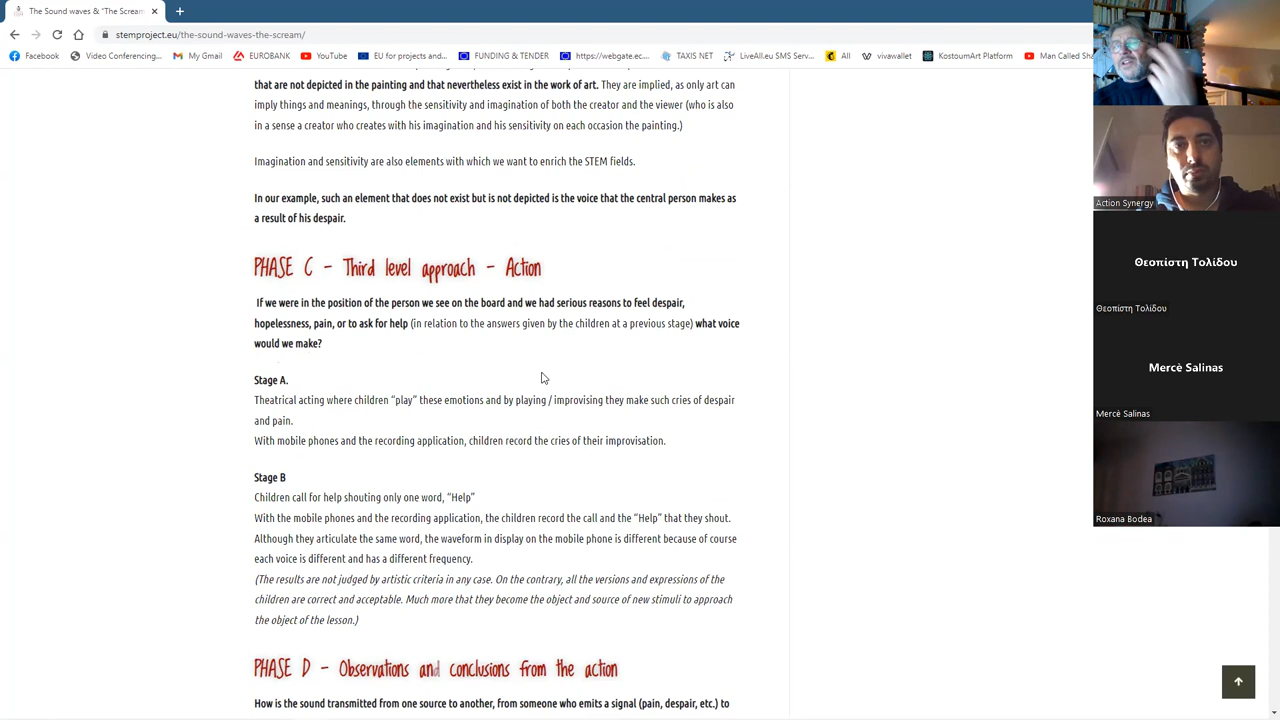 The Sound waves & "The Scream
stemproject.eu/the-sound-waves-the-scream/
Facebook
Video Conferencing...
My Gmail
EUROBANK
YouTube
EU for projects and...
FUNDING & TENDER
https://webgate.ec....
TAXIS NET
LiveAll.eu SMS Serv...
All
vivawallet
KostoumArt Platform
Man Called Sha
that are not depicted in the painting and that nevertheless exist in the work of art. They are implied, as only art can
imply things and meanings, through the sensitivity and imagination of both the creator and the viewer (who is also
in a sense a creator who creates with his imagination and his sensitivity on each occasion the painting.)
Imagination and sensitivity are also elements with which we want to enrich the STEM fields.
In our example, such an element that does not exist but is not depicted is the voice that the central person makes as
a result of his despair.
PHASE C - Third level approach - Action
If we were in the position of the person we see on the board and we had serious reasons to feel despair,
hopelessness, pain, or to ask for help (in relation to the answers given by the children at a previous stage) what voice
would we make?
Stage A.
Theatrical acting where children “play” these emotions and by playing / improvising they make such cries of despair
and pain.
With mobile phones and the recording application, children record the cries of their improvisation.
Stage B
Children call for help shouting only one word, “Help”
With the mobile phones and the recording application, the children record the call and the “Help” that they shout.
Although they articulate the same word, the waveform in display on the mobile phone is different because of course
each voice is different and has a different frequency.
(The results are not judged by artistic criteria in any case. On the contrary, all the versions and expressions of the
children are correct and acceptable. Much more that they become the object and source of new stimuli to approach
the object of the lesson.)
PHASE D - Observations and conclusions from the action
How is the sound transmitted from one source to another, from someone who emits a signal (pain, despair, etc.) to
Action Synergy
Θεοπίστη Τολίδου
Θεοπίστη Τολίδου
Mercè Salinas
Mercè Salinas
Roxana Bodea